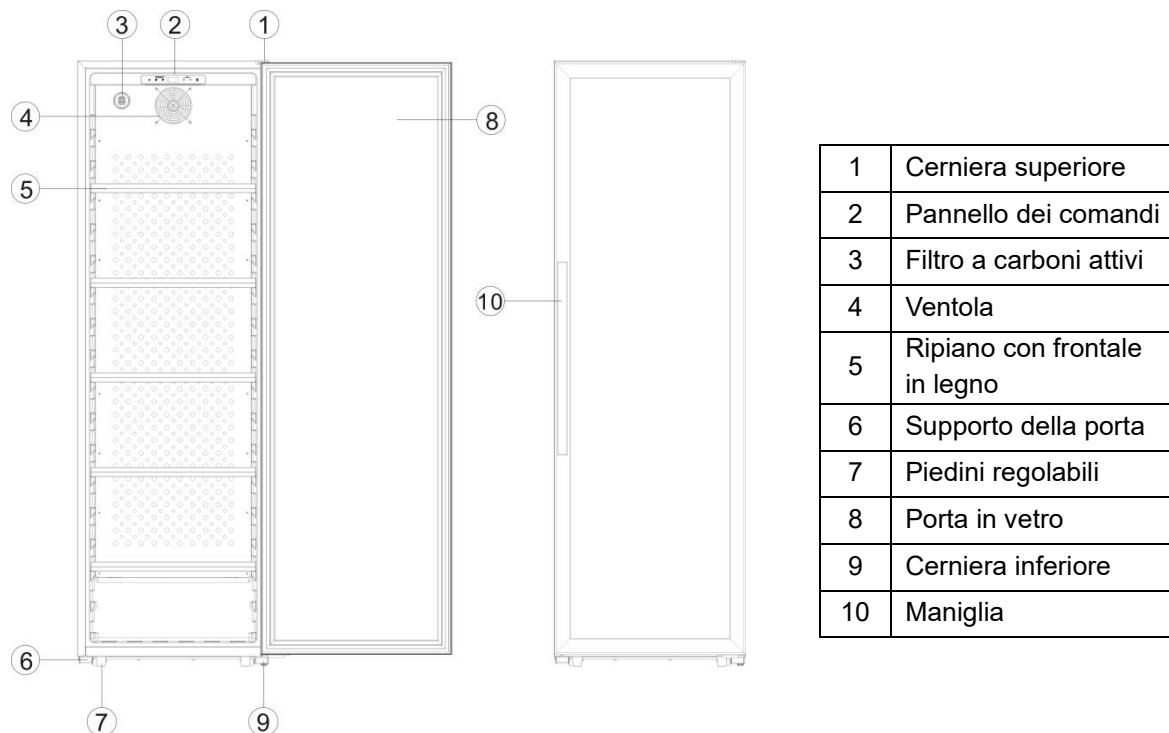 3 2 1
4
8
5
10
6
7 9
1 Cerniera superiore
2 Pannello dei comandi
3 Filtro a carboni attivi
4 Ventola
5 Ripiano con frontale
in legno
6 Supporto della porta
7 Piedini regolabili
8 Porta in vetro
9 Cerniera inferiore
10 Maniglia